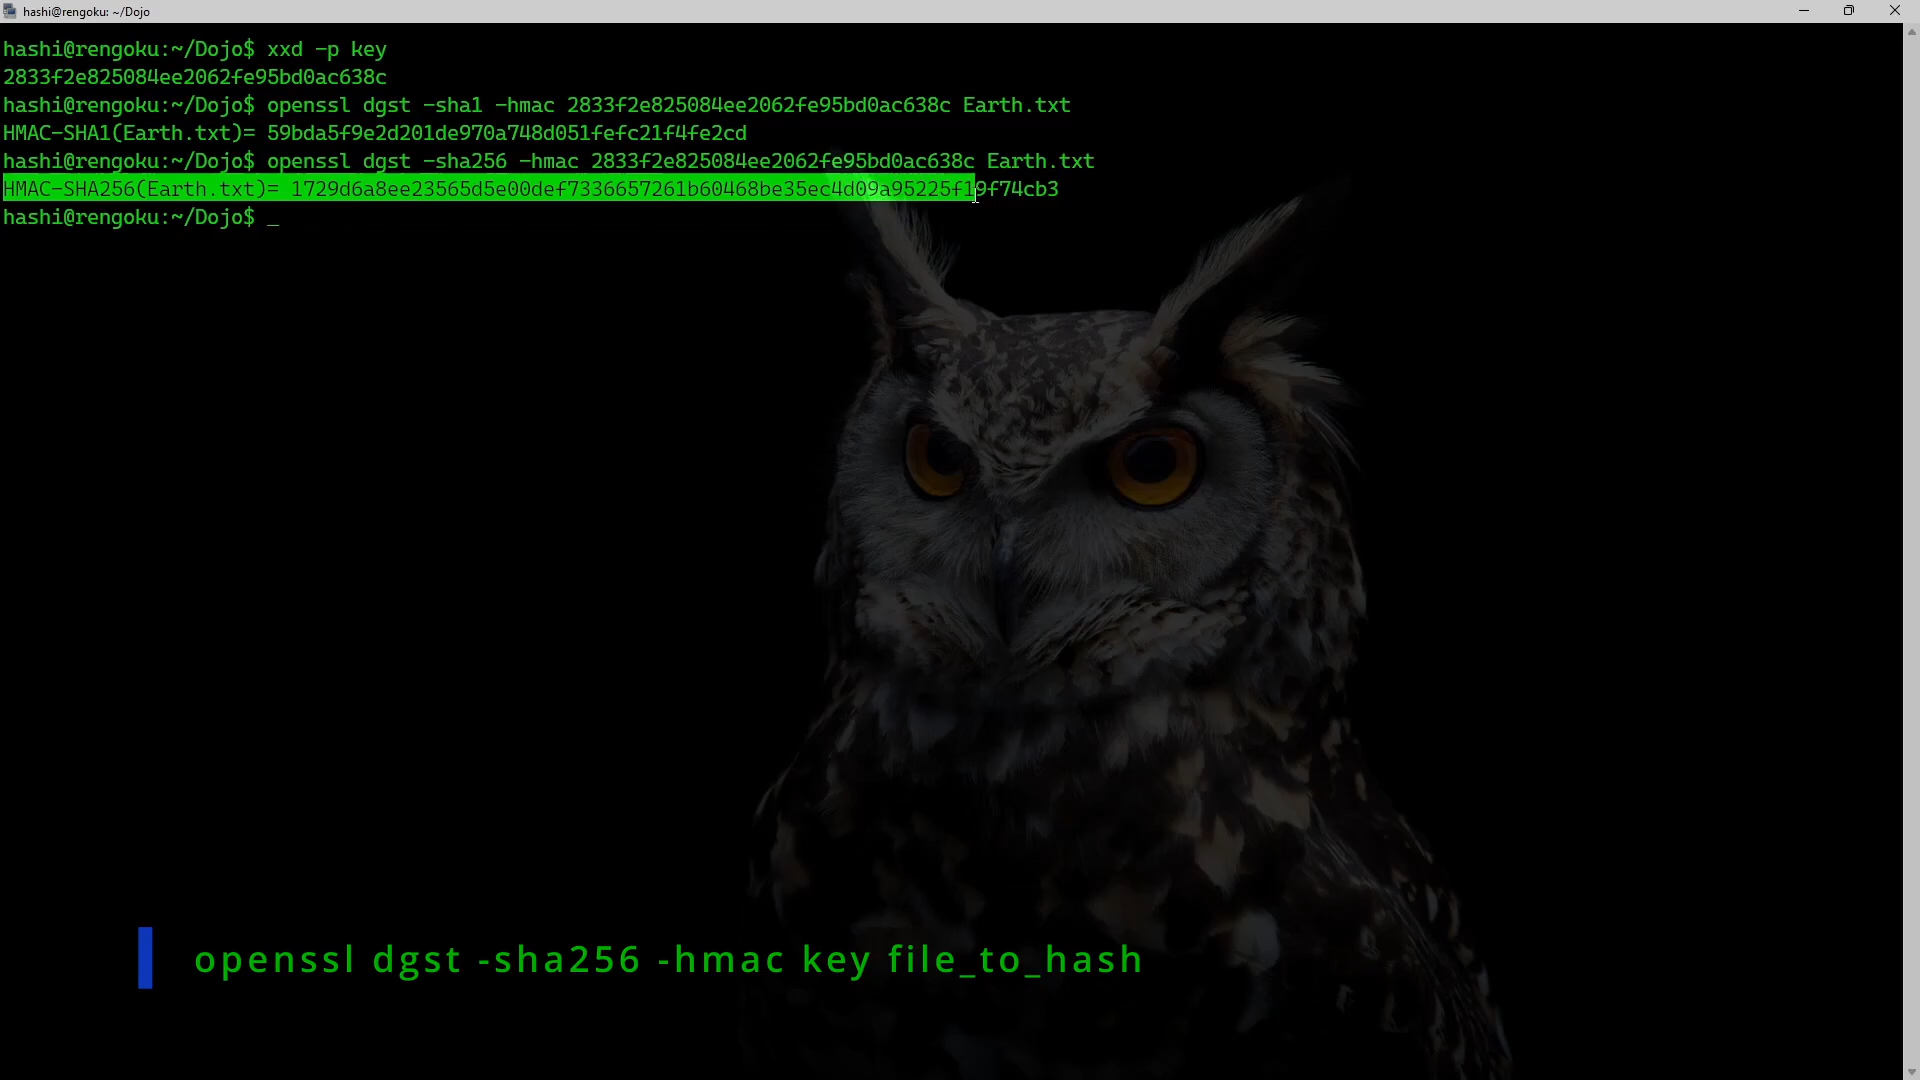 hashi@rengoku: ~/Dojo
hashi@rengoku:~/Dojo$ xxd -p key
2833f2e825084ee2062fe95bd0ac638c
hashi@rengoku:~/Dojo$ openssl dgst -sha1 -hmac 2833f2e825084ee2062fe95bd0ac638c Earth.txt
HMAC-SHA1(Earth.txt)= 59bda5f9e2d201de970a748d051fefc21f4fe2cd
hashi@rengoku:~/Dojo$ openssl dgst -sha256 -hmac 2833f2e825084ee2062fe95bd0ac638c Earth.txt
HMAC-SHA256(Earth.txt)= 1729d6a8ee23565d5e00def7336657261b60468be35ec4d09a95225f19f74cb3
hashi@rengoku:~/Dojo$ _
openssl dgst -sha256 -hmac key file_to_hash